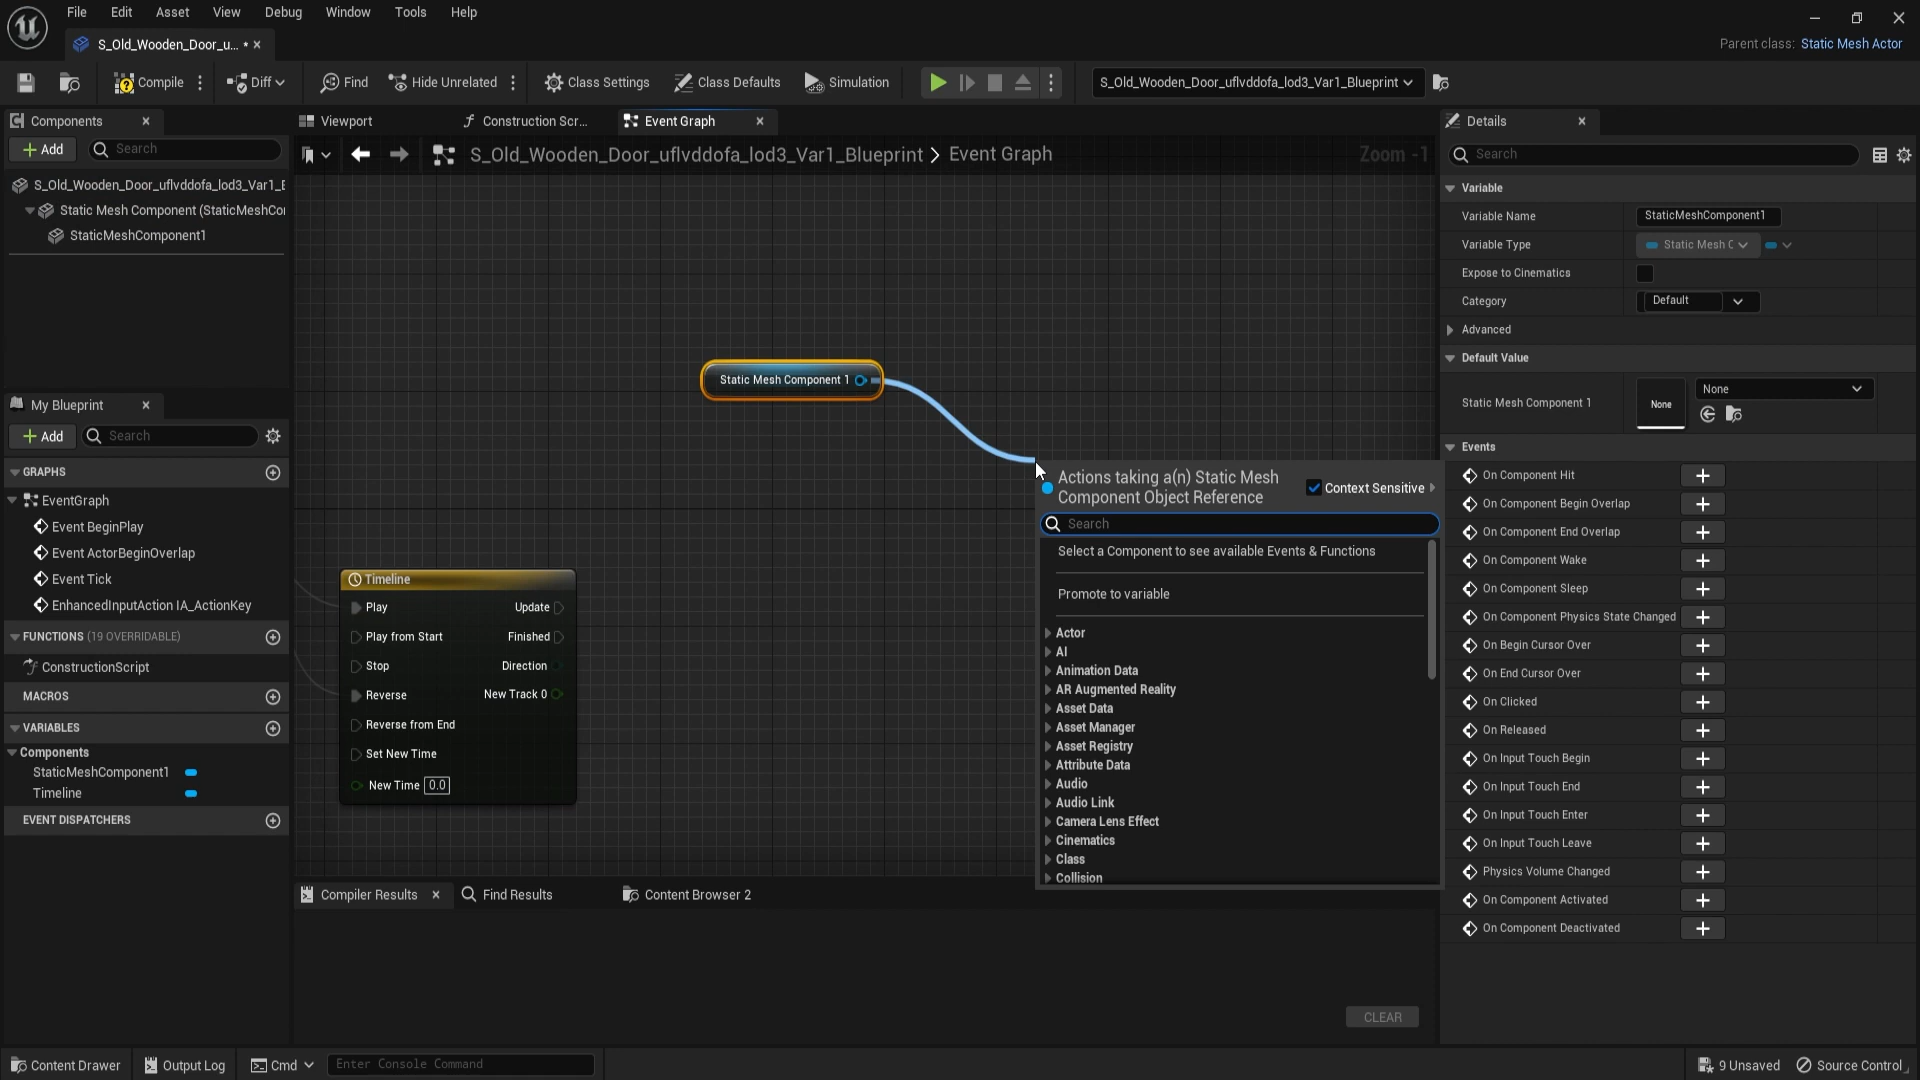 File Edit Asset View Debug Window Tools Help
S_Old_Wooden_Door_u... *
Parent class: Static Mesh Actor
Compile Diff Find Hide Unrelated Class Settings Class Defaults Simulation S_Old_Wooden_Door_uflvddofa_lod3_Var1_Blueprint
Components
Add Search
S_Old_Wooden_Door_uflvddofa_lod3_Var1_E
Static Mesh Component (StaticMeshCo
StaticMeshComponent1
My Blueprint
Add Search
GRAPHS
EventGraph
Event BeginPlay
Event ActorBeginOverlap
Event Tick
EnhancedInputAction IA_ActionKey
FUNCTIONS (19 OVERRIDABLE)
ConstructionScript
MACROS
VARIABLES
Components
StaticMeshComponent1
Timeline
EVENT DISPATCHERS
Viewport Construction Scr... Event Graph
S_Old_Wooden_Door_uflvddofa_lod3_Var1_Blueprint > Event Graph Zoom -1
Static Mesh Component 1
Timeline
Play Update
Play from Start Finished
Stop Direction
Reverse New Track 0
Reverse from End
Set New Time
New Time 0.0
Actions taking a(n) Static Mesh
Component Object Reference
Context Sensitive
Search
Select a Component to see available Events & Functions
Promote to variable
Actor
AI
Animation Data
AR Augmented Reality
Asset Data
Asset Manager
Asset Registry
Attribute Data
Audio
Audio Link
Camera Lens Effect
Cinematics
Class
Collision
Compiler Results Find Results Content Browser 2
CLEAR
Details
Search
Variable
Variable Name StaticMeshComponent1
Variable Type Static Mesh C
Expose to Cinematics
Category Default
Advanced
Default Value
Static Mesh Component 1 None None
Events
On Component Hit
On Component Begin Overlap
On Component End Overlap
On Component Wake
On Component Sleep
On Component Physics State Changed
On Begin Cursor Over
On End Cursor Over
On Clicked
On Released
On Input Touch Begin
On Input Touch End
On Input Touch Enter
On Input Touch Leave
Physics Volume Changed
On Component Activated
On Component Deactivated
Content Drawer Output Log Cmd Enter Console Command 9 Unsaved Source Control